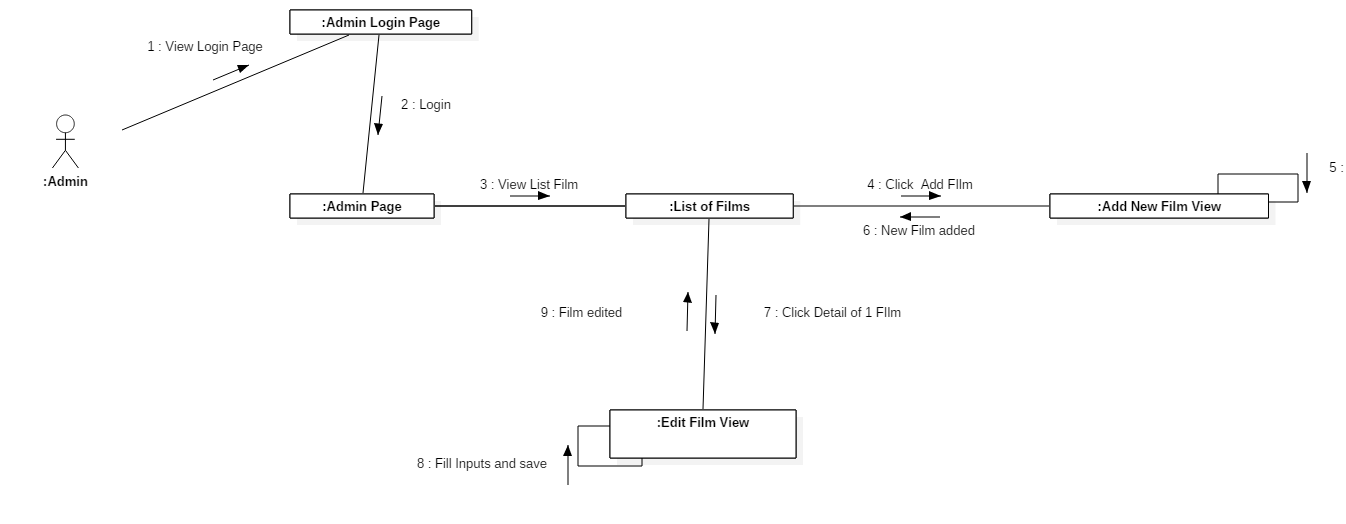 :Admin Login Page
1 : View Login Page
2 : Login
:Admin
3 : View List Film
4 : Click  Add FIlm
5 :
:Admin Page
:List of Films
:Add New Film View
6 : New Film added
9 : Film edited
7 : Click Detail of 1 FIlm
:Edit Film View
8 : Fill Inputs and save